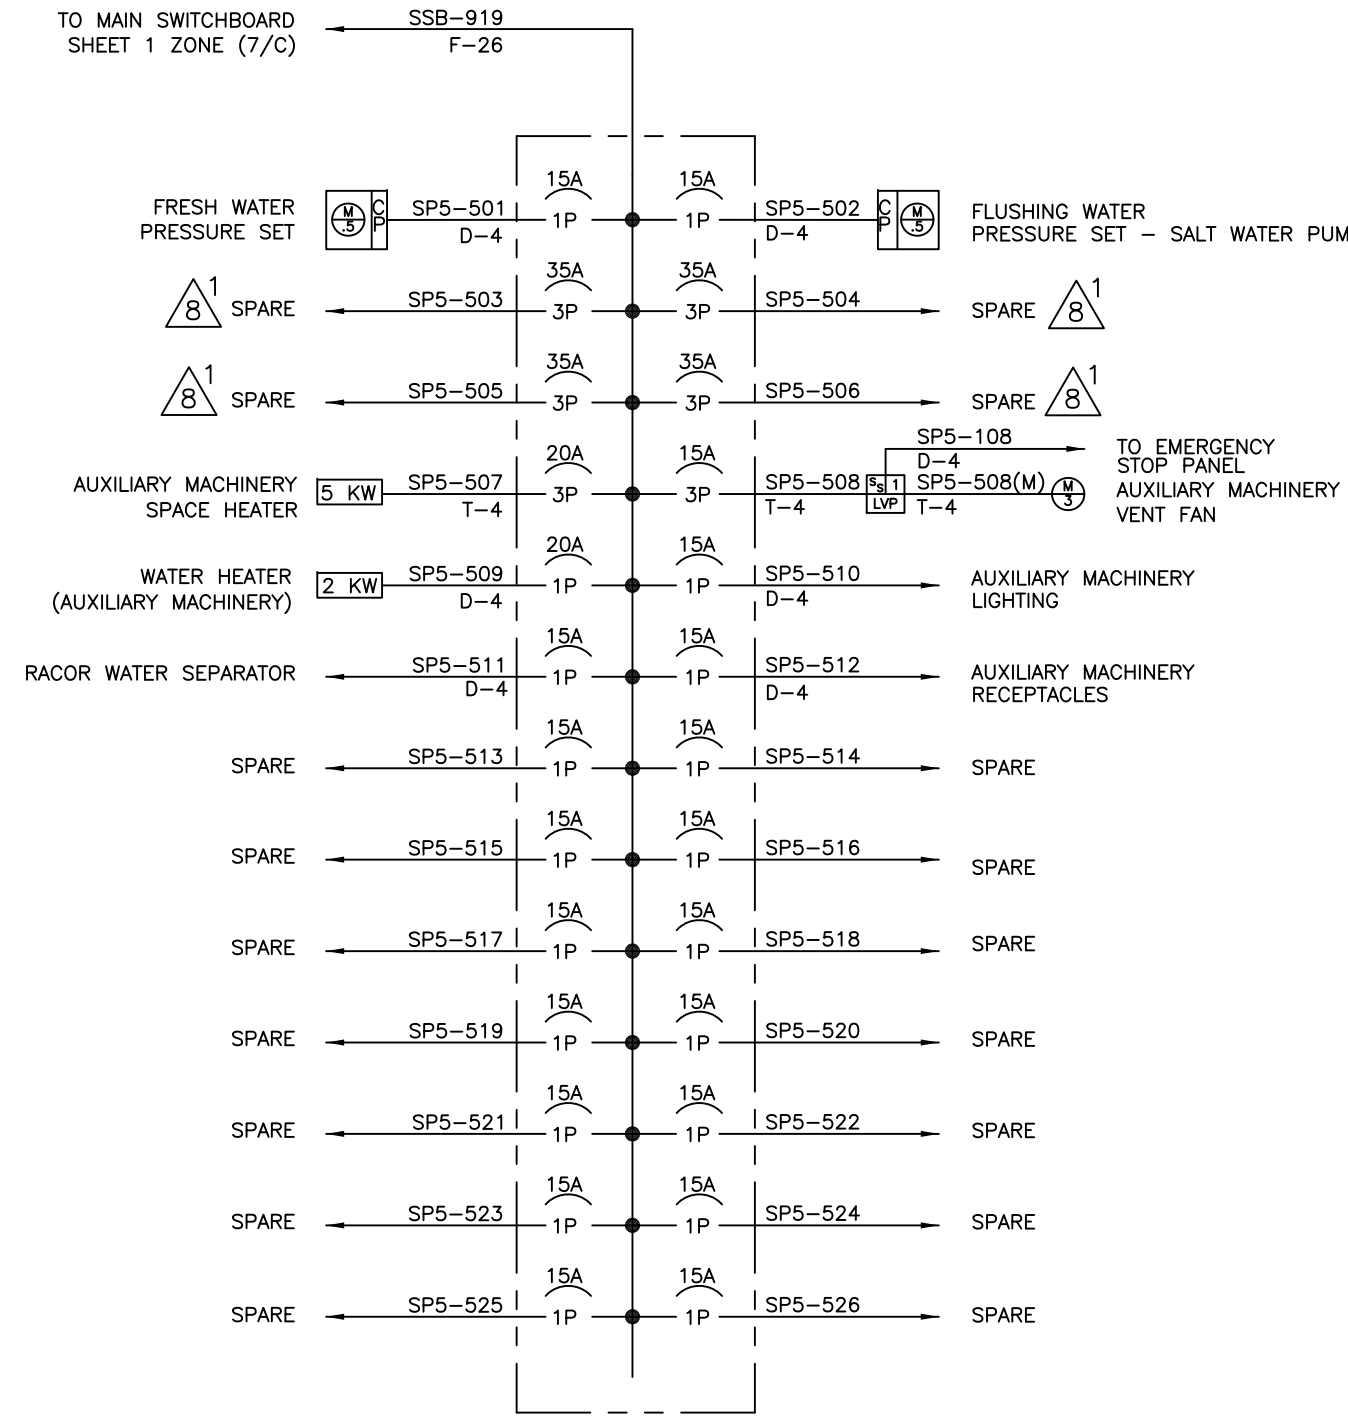 TO MAIN SWITCHBOARD
SHEET 1 ZONE (7/C)
SSB-919
F-26
FRESH WATER
PRESSURE SET
M
.5
C
P
SP5-501
D-4
15A
1P
15A
1P
SP5-502
D-4
C
P
M
.5
FLUSHING WATER
PRESSURE SET - SALT WATER PUM
8
1
SPARE
SP5-503
35A
3P
35A
3P
SP5-504
SPARE
8
1
8
1
SPARE
SP5-505
35A
3P
35A
3P
SP5-506
SPARE
8
1
AUXILIARY MACHINERY
SPACE HEATER
5 KW
SP5-507
T-4
20A
3P
15A
3P
SP5-508
T-4
S
S
1
LVP
SP5-108
D-4
TO EMERGENCY
STOP PANEL
SP5-508(M)
T-4
M
3
AUXILIARY MACHINERY
VENT FAN
WATER HEATER
(AUXILIARY MACHINERY)
2 KW
SP5-509
D-4
20A
1P
15A
1P
SP5-510
D-4
AUXILIARY MACHINERY
LIGHTING
RACOR WATER SEPARATOR
SP5-511
D-4
15A
1P
15A
1P
SP5-512
D-4
AUXILIARY MACHINERY
RECEPTACLES
SPARE
SP5-513
15A
1P
15A
1P
SP5-514
SPARE
SPARE
SP5-515
15A
1P
15A
1P
SP5-516
SPARE
SPARE
SP5-517
15A
1P
15A
1P
SP5-518
SPARE
SPARE
SP5-519
15A
1P
15A
1P
SP5-520
SPARE
SPARE
SP5-521
15A
1P
15A
1P
SP5-522
SPARE
SPARE
SP5-523
15A
1P
15A
1P
SP5-524
SPARE
SPARE
SP5-525
15A
1P
15A
1P
SP5-526
SPARE